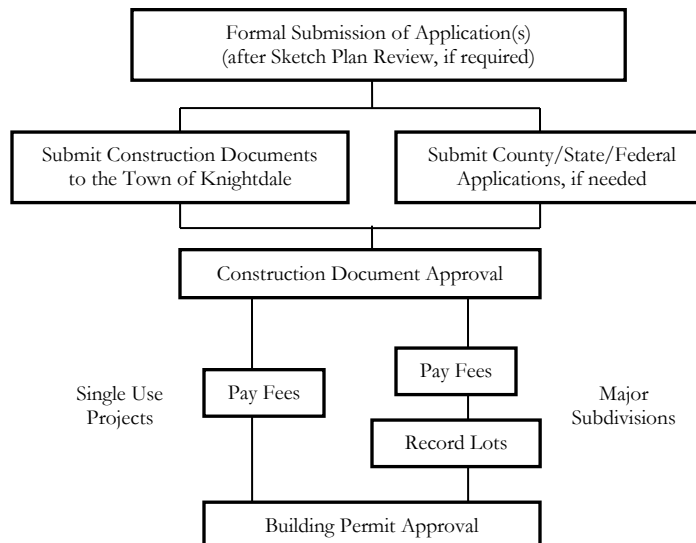 Formal Submission of Application(s)
(after Sketch Plan Review, if required)
Submit Construction Documents
to the Town of Knightdale
Submit County/State/Federal
Applications, if needed
Construction Document Approval
Single Use
Projects
Pay Fees
Pay Fees
Record Lots
Major
Subdivisions
Building Permit Approval